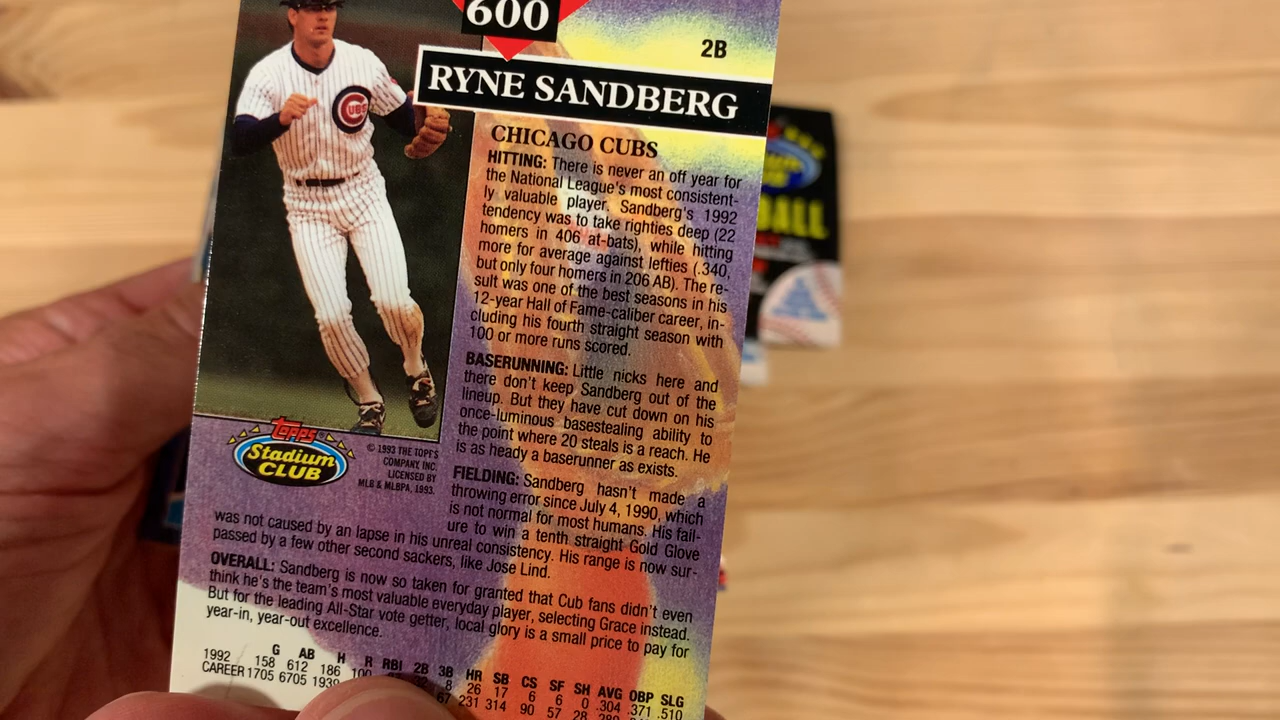 600
2B
RYNE SANDBERG
CHICAGO CUBS
HITTING: There is never an off year for
the National League's most consistent-
ly valuable player. Sandberg's 1992
tendency was to take righties deep (22
homers in 406 at-bats), while hitting
more for average against lefties (.340,
but only four homers in 206 AB). The re-
sult was one of the best seasons in his
12-year Hall of Fame-caliber career, in-
cluding his fourth straight season with
100 or more runs scored.
BASERUNNING: Little nicks here and
there don't keep Sandberg out of the
lineup. But they have cut down on his
once-luminous basestealing ability to
the point where 20 steals is a reach. He
is as heady a baserunner as exists.
FIELDING: Sandberg hasn't made a
throwing error since July 4, 1990, which
is not normal for most humans. His fail-
ure to win a tenth straight Gold Glove
was not caused by an lapse in his unreal consistency. His range is now sur-
passed by a few other second sackers, like Jose Lind.
OVERALL: Sandberg is now so taken for granted that Cub fans didn't even
think he's the team's most valuable everyday player, selecting Grace instead.
But for the leading All-Star vote getter, local glory is a small price to pay for
year-in, year-out excellence.
G AB H R RBI 2B 3B HR SB CS SF SH AVG OBP SLG
1992 158 612 186 100 8 26 17 6 6 0 .304 .371 .510
CAREER 1705 6705 1939 67 231 314 90 57 28
CUBS
Topps
Stadium
CLUB
© 1993 THE TOPPS
COMPANY, INC.
LICENSED BY
MLB & MLBPA, 1993.